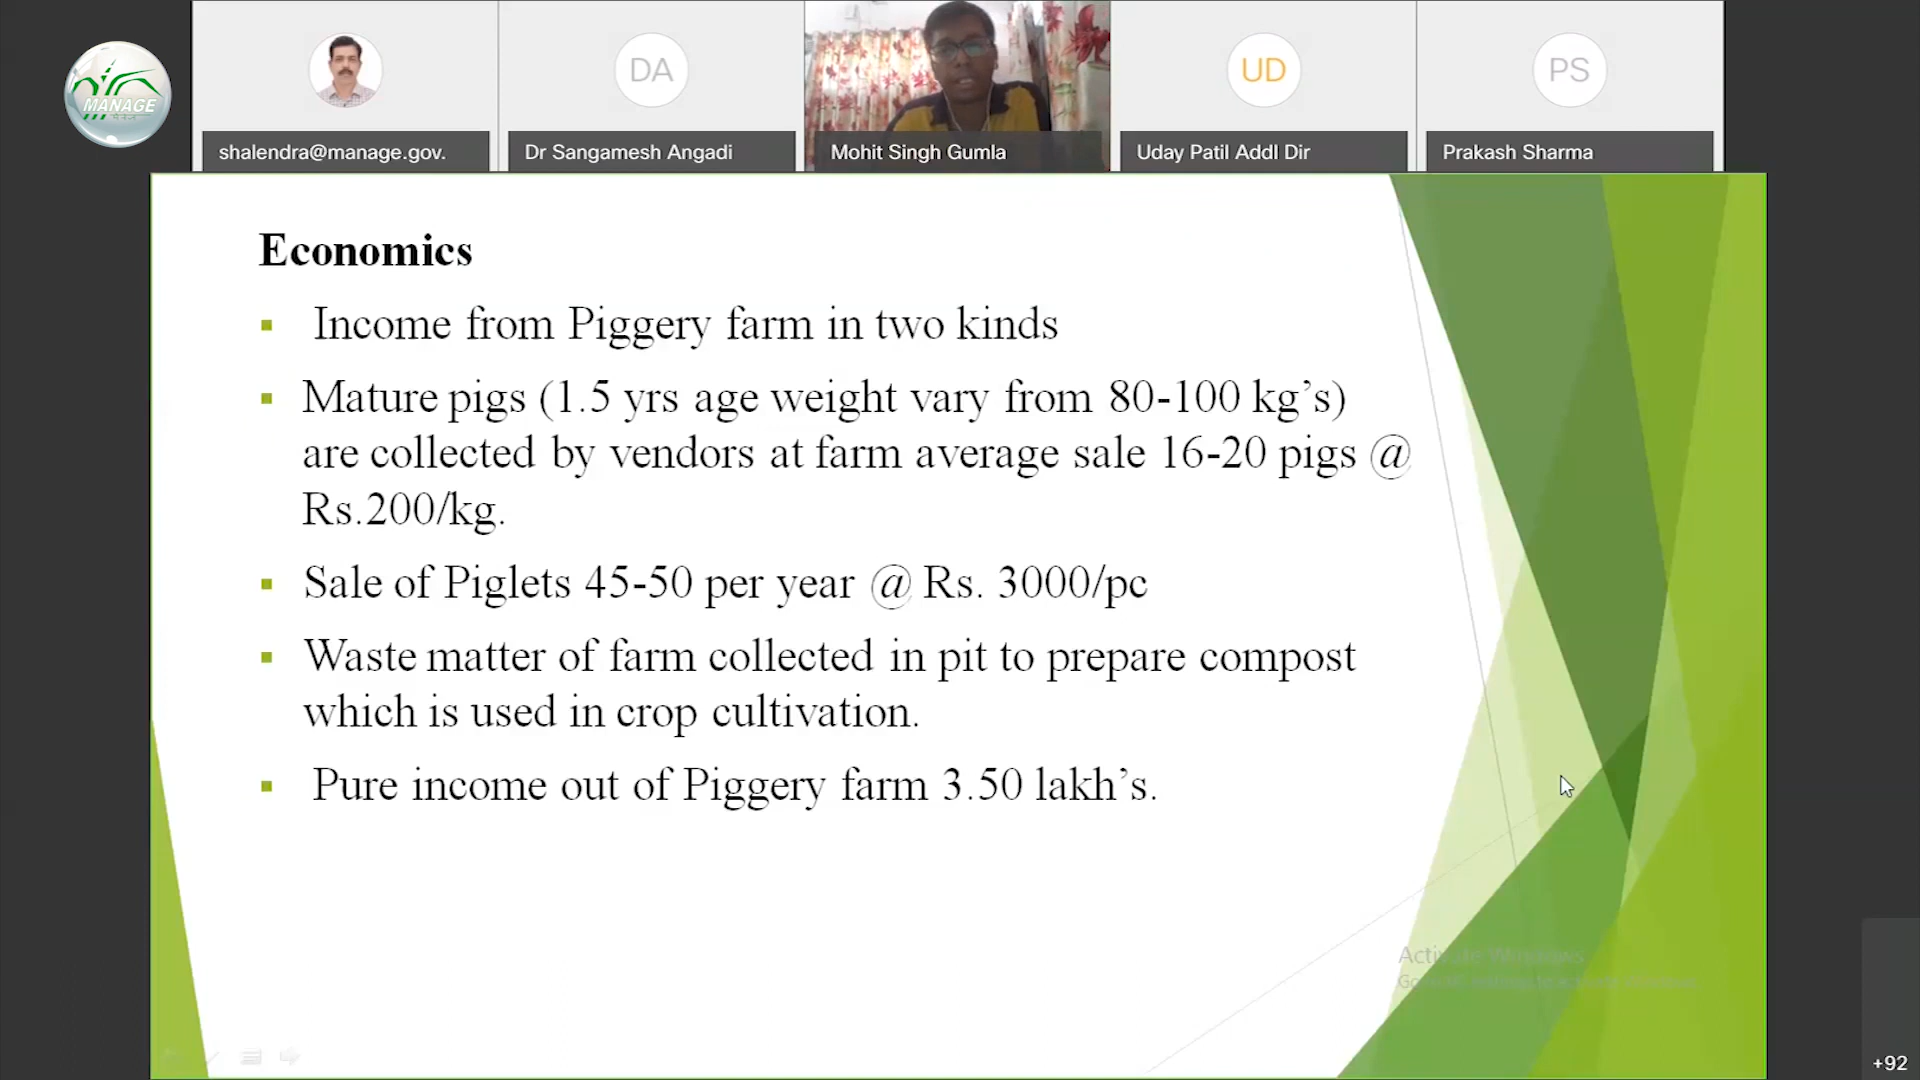 MANAGE
DA
UD
PS
shalendra@manage.gov.
Dr Sangamesh Angadi
Mohit Singh Gumla
Uday Patil Addl Dir
Prakash Sharma
Economics
Income from Piggery farm in two kinds
Mature pigs (1.5 yrs age weight vary from 80-100 kg’s)
are collected by vendors at farm average sale 16-20 pigs @
Rs.200/kg.
Sale of Piglets 45-50 per year @ Rs. 3000/pc
Waste matter of farm collected in pit to prepare compost
which is used in crop cultivation.
Pure income out of Piggery farm 3.50 lakh’s.
Activate Windows
+92